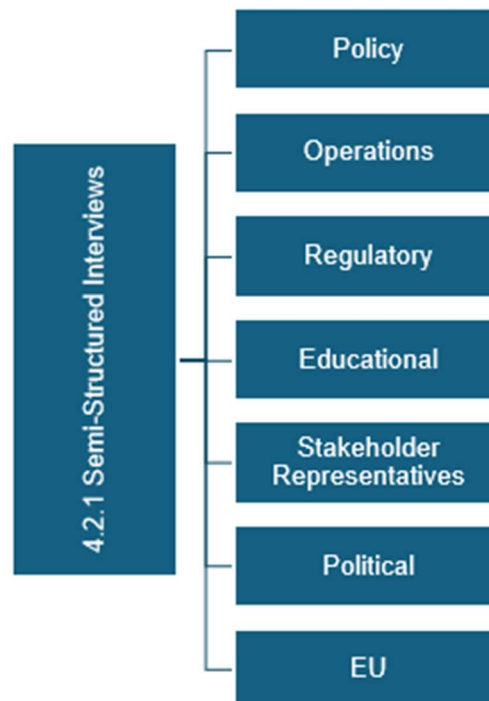 4.2.1 Semi-Structured Interviews
Policy
Operations
Regulatory
Educational
Stakeholder
Representatives
Political
EU